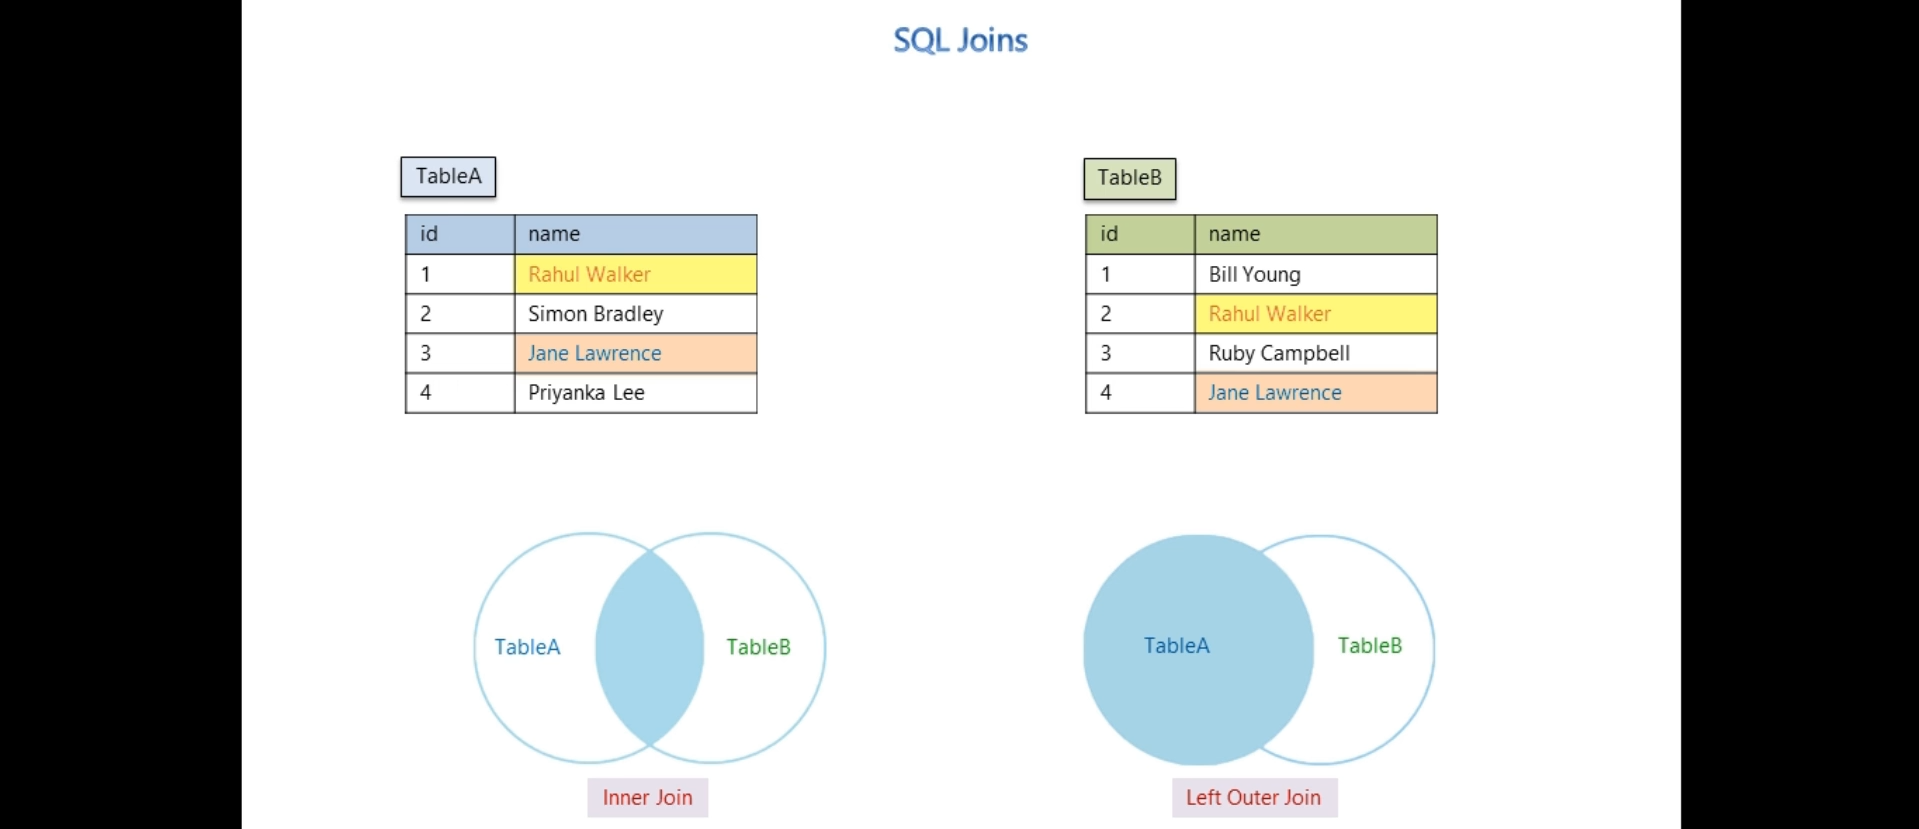 SQL Joins
TableA
id name
1 Rahul Walker
2 Simon Bradley
3 Jane Lawrence
4 Priyanka Lee
TableB
id name
1 Bill Young
2 Rahul Walker
3 Ruby Campbell
4 Jane Lawrence
TableA TableB
Inner Join
TableA TableB
Left Outer Join